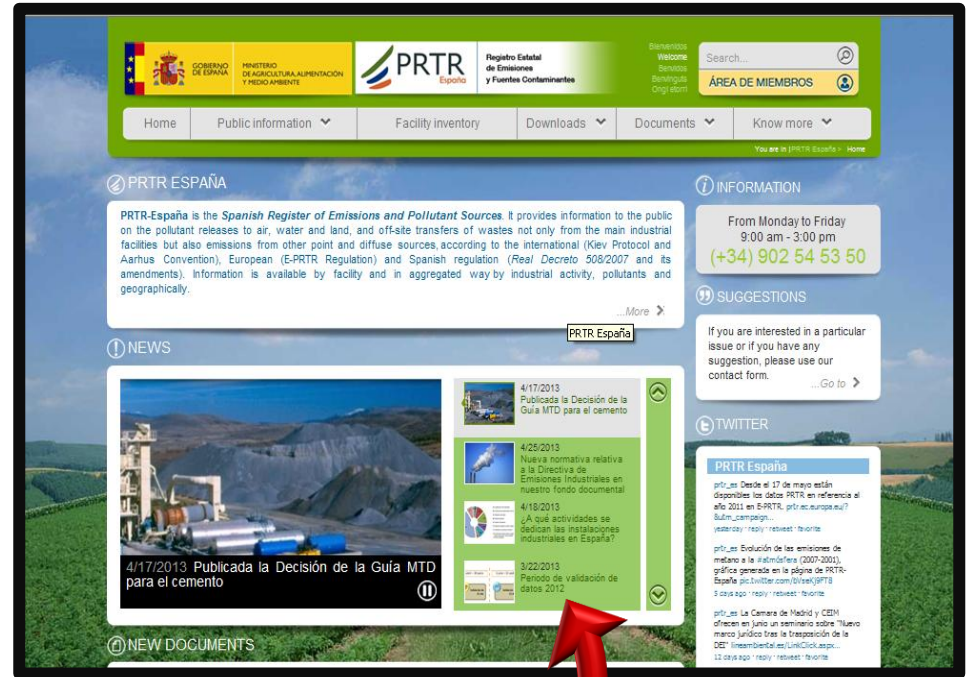 GOBIERNO
DE ESPAÑA
MINISTERIO
DE AGRICULTURA, ALIMENTACIÓN
Y MEDIO AMBIENTE
PRTR
España
Registro Estatal
de Emisiones
y Fuentes Contaminantes
Bienvenidos
Welcome
Benvidos
Benvinguts
Ongi etorri
Search...
ÁREA DE MIEMBROS
Home
Public information
Facility inventory
Downloads
Documents
Know more
You are in |PRTR España > Home
PRTR ESPAÑA
PRTR-España is the Spanish Register of Emissions and Pollutant Sources. It provides information to the public
on the pollutant releases to air, water and land, and off-site transfers of wastes not only from the main industrial
facilities but also emissions from other point and diffuse sources, according to the international (Kiev Protocol and
Aarhus Convention), European (E-PRTR Regulation) and Spanish regulation (Real Decreto 508/2007 and its
amendments). Information is available by facility and in aggregated way by industrial activity, pollutants and
geographically.
...More
PRTR España
INFORMATION
From Monday to Friday
9:00 am - 3:00 pm
(+34) 902 54 53 50
SUGGESTIONS
If you are interested in a particular
issue or if you have any
suggestion, please use our
contact form.
...Go to
NEWS
4/17/2013 Publicada la Decisión de la Guía MTD
para el cemento
4/17/2013
Publicada la Decisión de la
Guía MTD para el cemento
4/25/2013
Nueva normativa relativa
a la Directiva de
Emisiones Industriales en
nuestro fondo documental
4/18/2013
¿A qué actividades se
dedican las instalaciones
industriales en España?
3/22/2013
Periodo de validación de
datos 2012
TWITTER
PRTR España
prtr_es Desde el 17 de mayo están
disponibles los datos PRTR en referencia al
año 2011 en E-PRTR. prtr.ec.europa.eu/?
&utm_campaign...
yesterday · reply · retweet · favorite
prtr_es Evolución de las emisiones de
metano a la #atmósfera (2007-2001),
gráfica generada en la página de PRTR-
España pic.twitter.com/bVseKj9FT8
5 days ago · reply · retweet · favorite
prtr_es La Camara de Madrid y CEIM
ofrecen en junio un seminario sobre "Nuevo
marco jurídico tras la trasposición de la
DEI" lineambiental.es/LinkClick.aspx...
12 days ago · reply · retweet · favorite
NEW DOCUMENTS